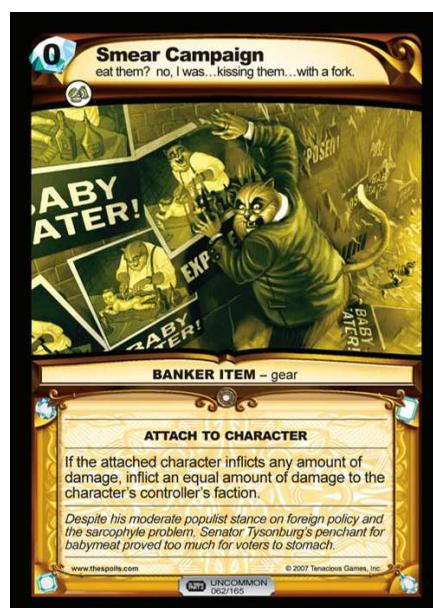 0
Smear Campaign
eat them? no, I was...kissing them...with a fork.
POSER!
BABY
EATER!
ABY
ATER!
EXP
BABY
ATER!
BABY
ATER!
BANKER ITEM – gear
ATTACH TO CHARACTER
If the attached character inflicts any amount of
damage, inflict an equal amount of damage to the
character's controller's faction.
Despite his moderate populist stance on foreign policy and
the sarcophyle problem, Senator Tysonburg's penchant for
babymeat proved too much for voters to stomach.
www.thespoils.com
© 2007 Tenacious Games, Inc.
UNCOMMON
062/165